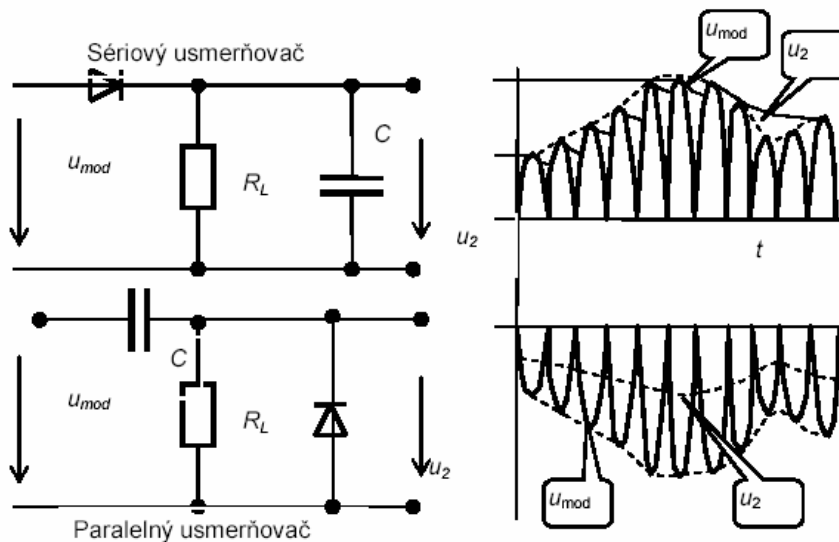 Sériový usmerňovač
u_mod
R_L
C
u_2
u_mod
u_2
t
C
u_mod
R_L
u_2
Paralelný usmerňovač
u_mod
u_2